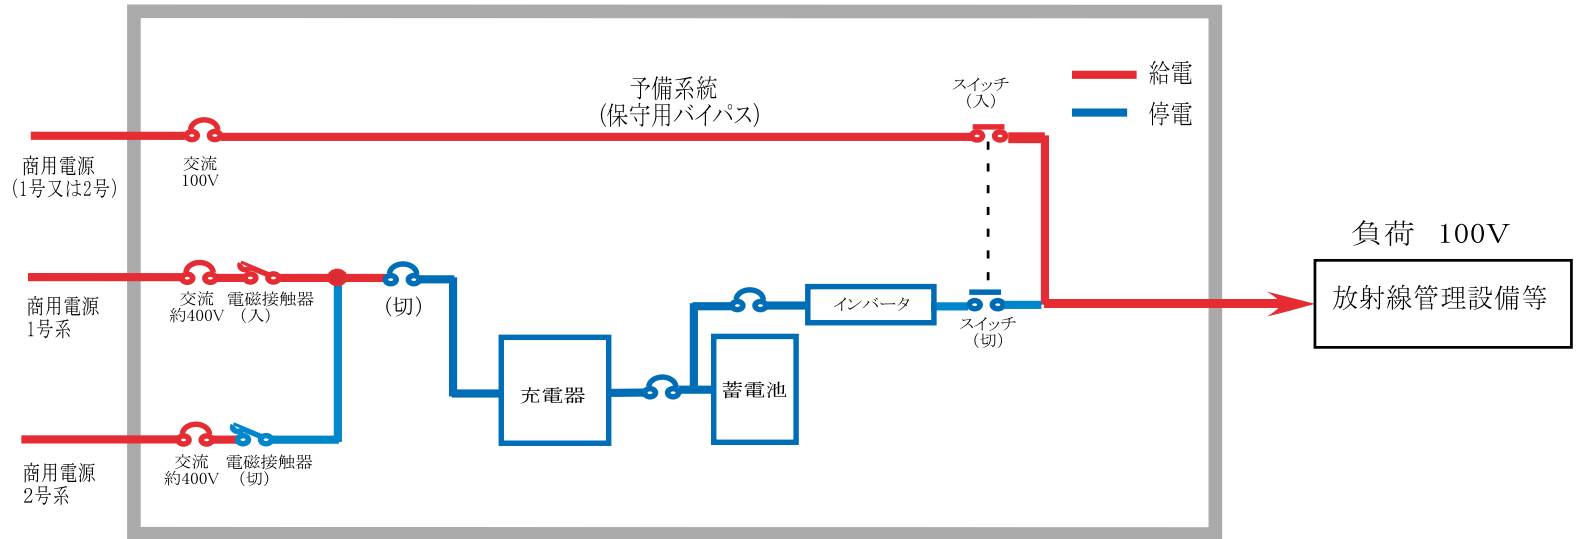 予備系統
(保守用バイパス)
スイッチ
(入)
給電
停電
商用電源
(1号又は2号)
交流
100V
商用電源
1号系
交流
約400V
電磁接触器
(入)
(切)
インバータ
スイッチ
(切)
負荷 100V
放射線管理設備等
充電器
蓄電池
商用電源
2号系
交流
約400V
電磁接触器
(切)